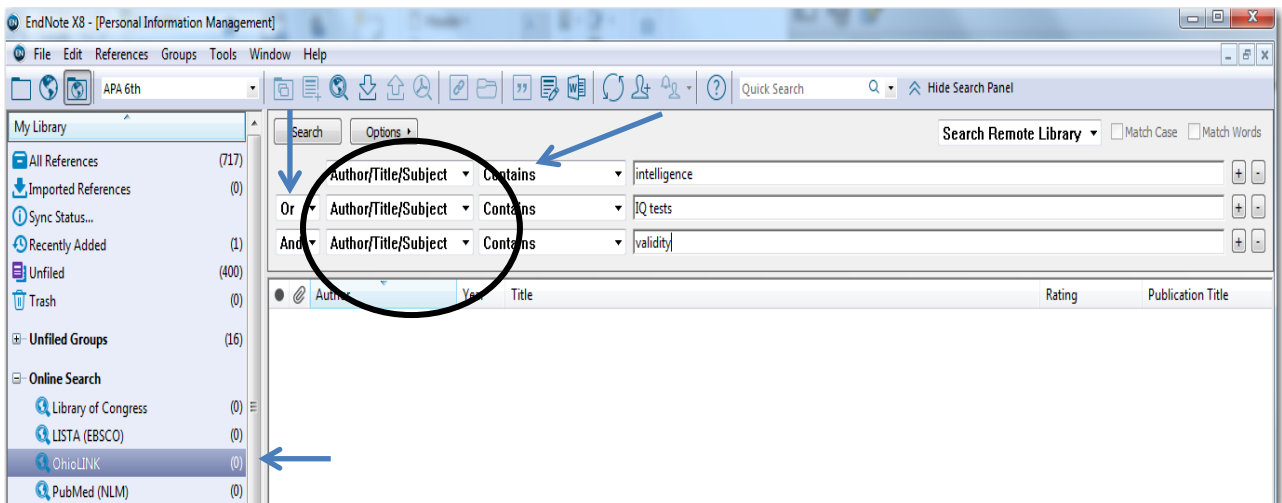 EndNote X8 - [Personal Information Management]
File Edit References Groups Tools Window Help
APA 6th
Quick Search
Hide Search Panel
My Library
All References (717)
Imported References (0)
Sync Status...
Recently Added (1)
Unfiled (400)
Trash (0)
Unfiled Groups (16)
Online Search
Library of Congress (0)
LISTA (EBSCO) (0)
OhioLINK (0)
PubMed (NLM) (0)
Search Options Search Remote Library Match Case Match Words
Author/Title/Subject Contains intelligence
Or Author/Title/Subject Contains IQ tests
And Author/Title/Subject Contains validity
Author Year Title Rating Publication Title